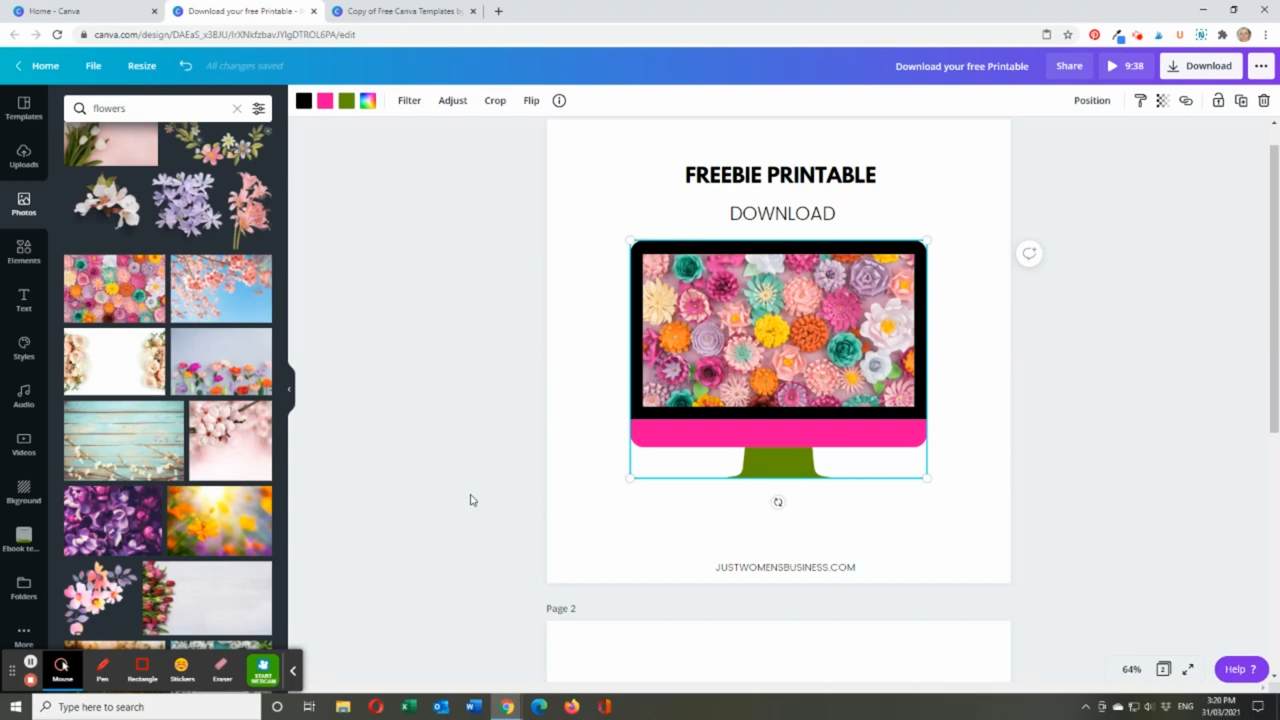 Home - Canva
Download your free Printable - 
Copy of Free Canva Templates by
canva.com/design/DAEaS_x3BJU/IrXNkfzbavJYlgDTROL6PA/edit
Home
File
Resize
All changes saved
Download your free Printable
Share
9:38
Download
flowers
Filter
Adjust
Crop
Flip
Position
Templates
Uploads
Photos
Elements
Text
Styles
Audio
Videos
Bkground
Ebook te...
Folders
More
FREEBIE PRINTABLE
DOWNLOAD
JUSTWOMENSBUSINESS.COM
Page 2
Mouse
Pen
Rectangle
Stickers
Eraser
START WEBCAM
64%
2
Help ?
Type here to search
ENG
3:20 PM
31/03/2021